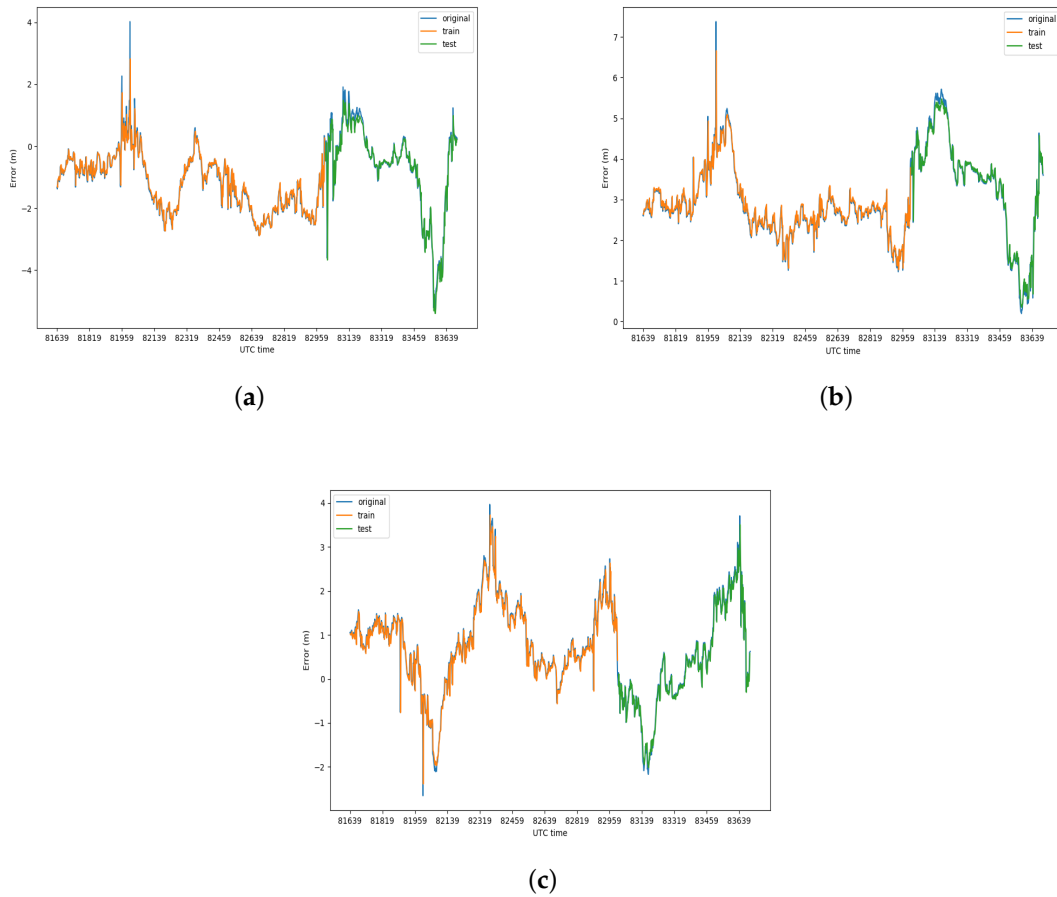 original
train
test
4
2
0
−2
−4
Error (m)
81639 81819 81959 82139 82319 82459 82639 82819 82959 83139 83319 83459 83639
UTC time
(a)
original
train
test
7
6
5
4
3
2
1
0
Error (m)
81639 81819 81959 82139 82319 82459 82639 82819 82959 83139 83319 83459 83639
UTC time
(b)
original
train
test
4
3
2
1
0
−1
−2
Error (m)
81639 81819 81959 82139 82319 82459 82639 82819 82959 83139 83319 83459 83639
UTC time
(c)